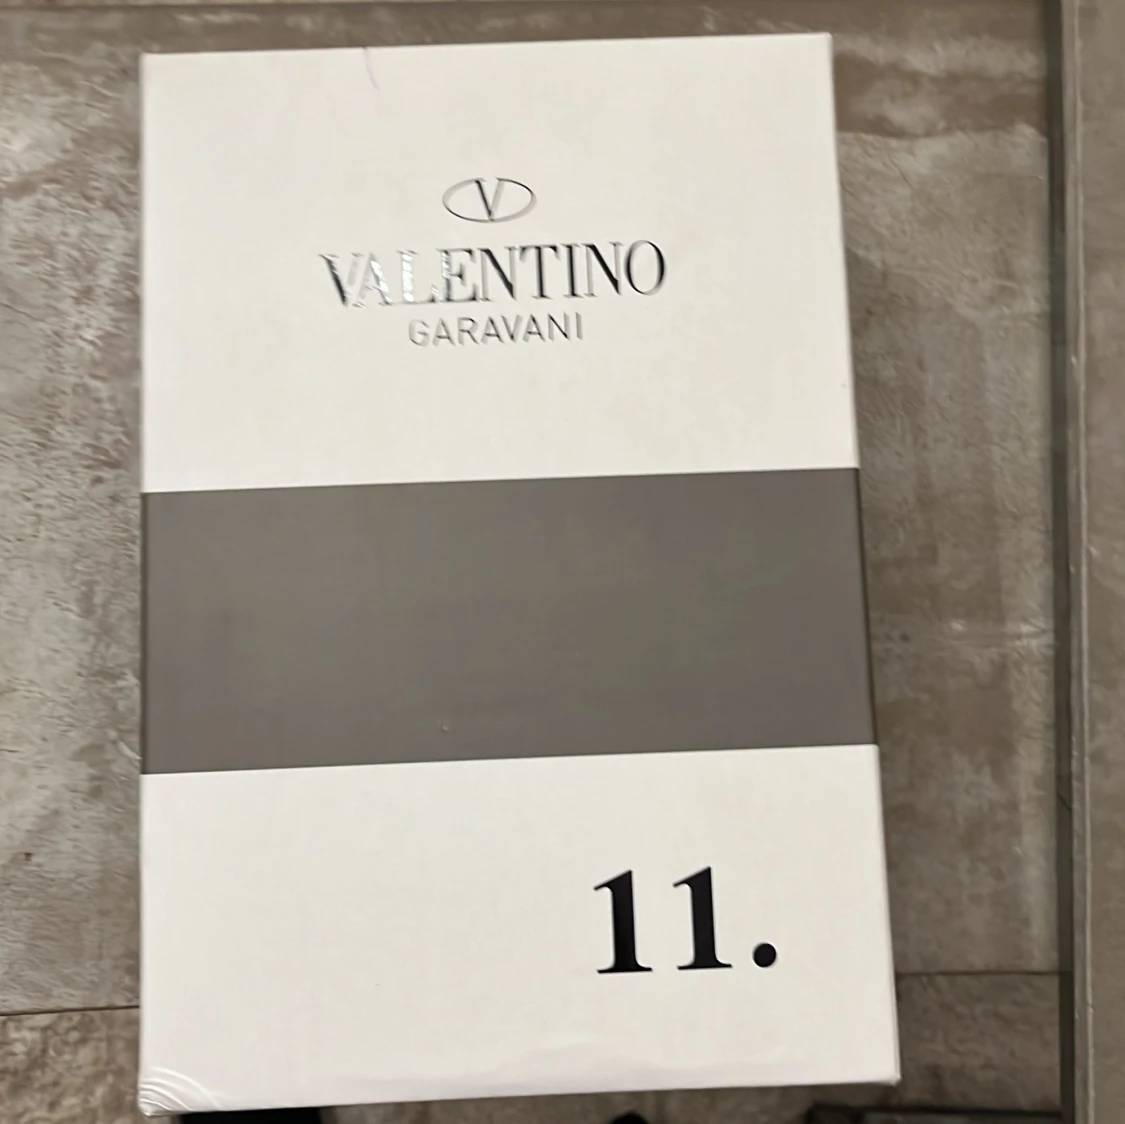 V
VALENTINO
GARAVANI
11.